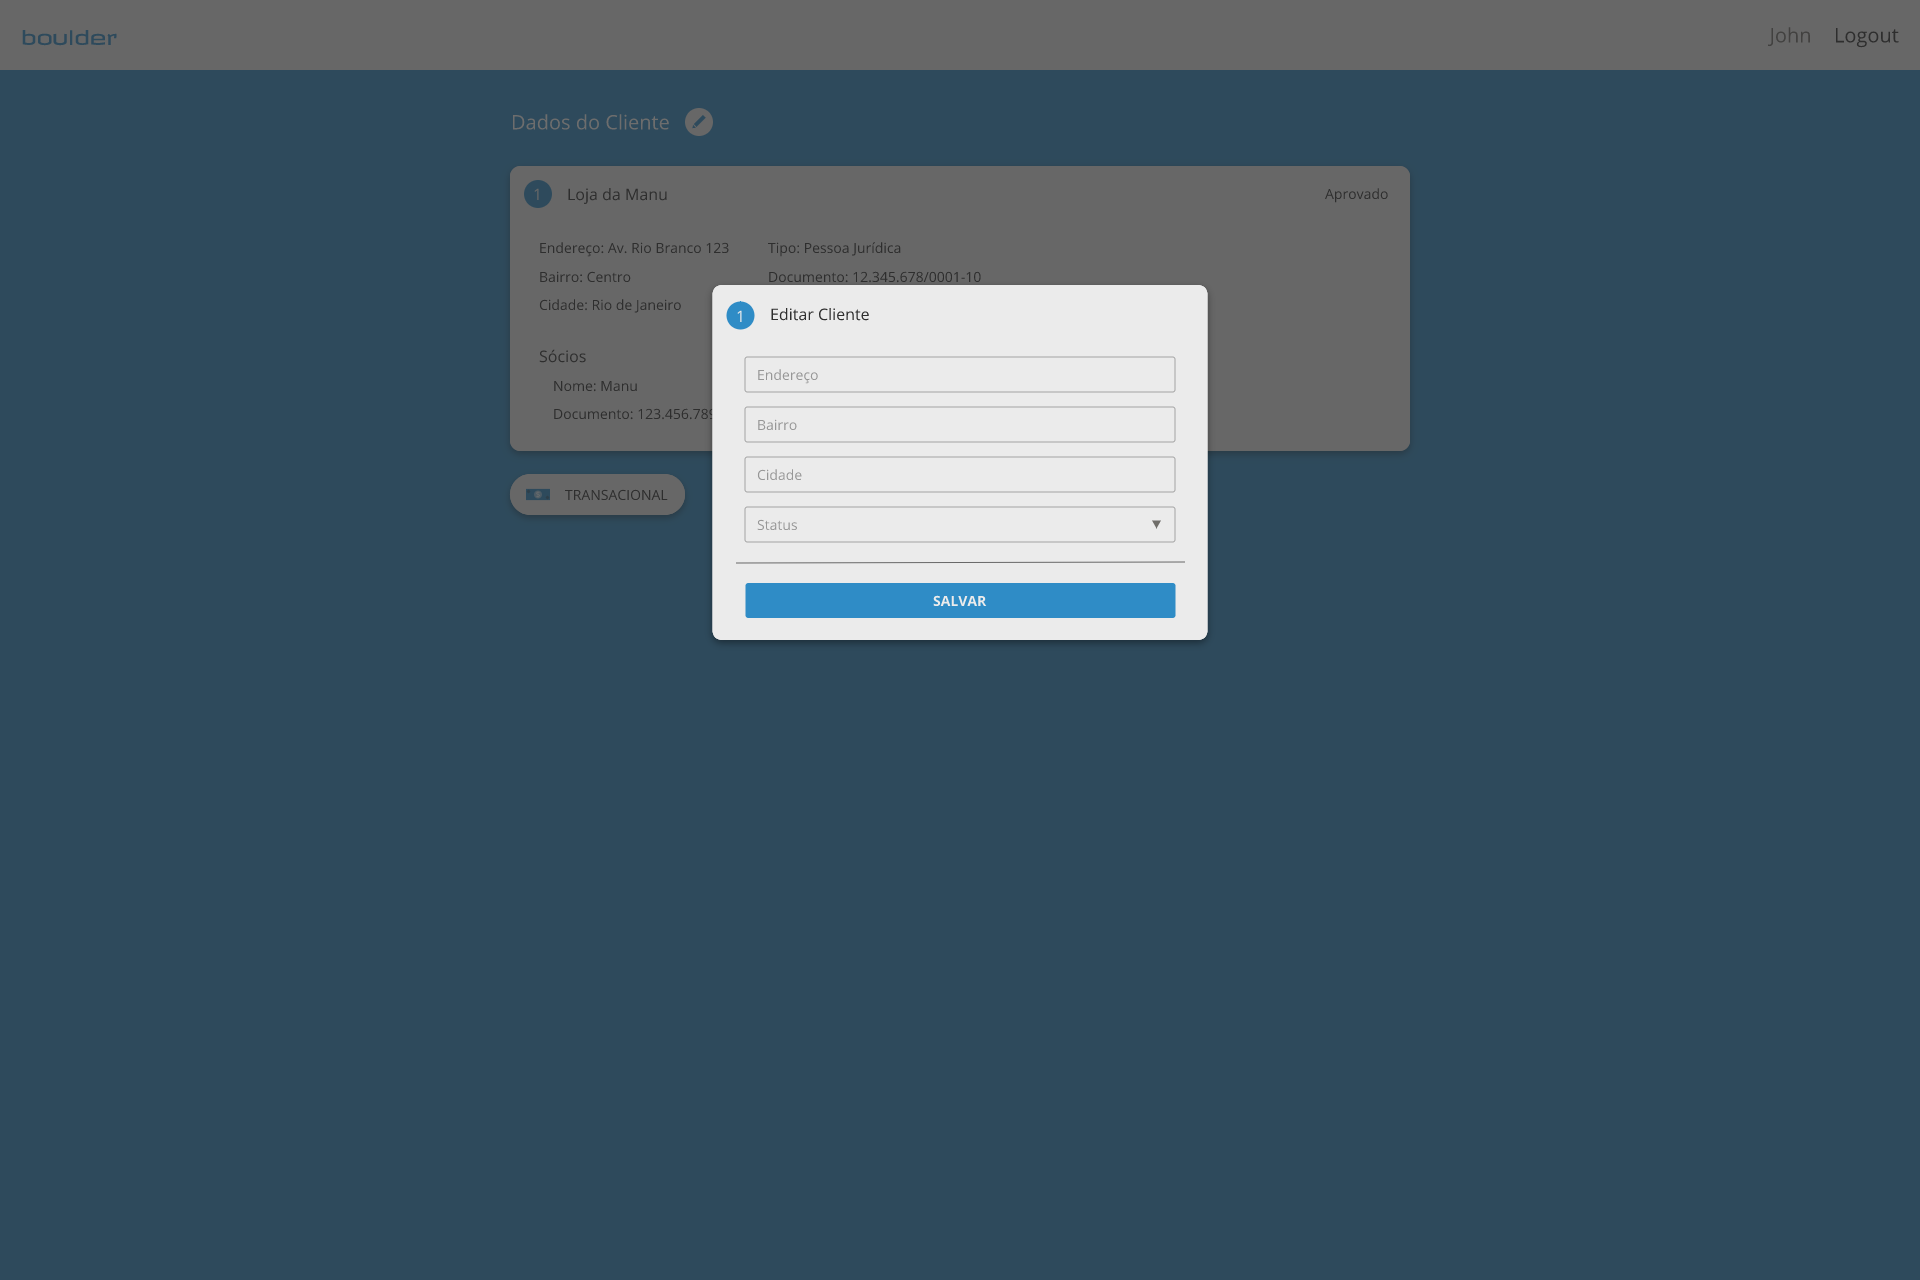 boulder
John Logout
Dados do Cliente
1 Loja da Manu Aprovado
Endereço: Av. Rio Branco 123 Tipo: Pessoa Jurídica
Bairro: Centro Documento: 12.345.678/0001-10
Cidade: Rio de Janeiro
Sócios
Nome: Manu
Documento: 123.456.789
TRANSACIONAL
1 Editar Cliente
Endereço
Bairro
Cidade
Status
SALVAR